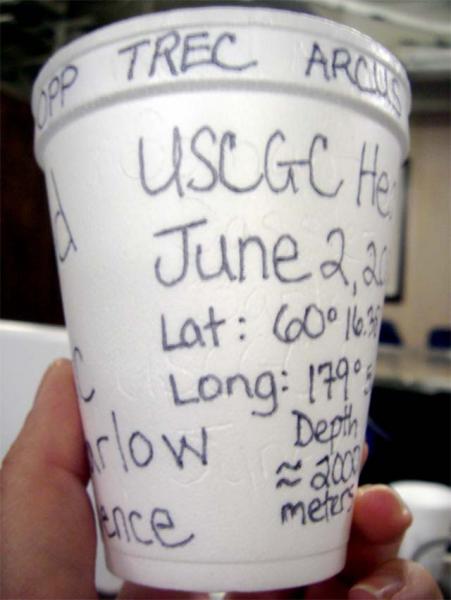 OPP TREC ARCUS
USCGC He
June 2, 20
Lat: 60° 16.3
Long: 179° 5
Depth
≈ 2000
meters
d
C
arlow
ence